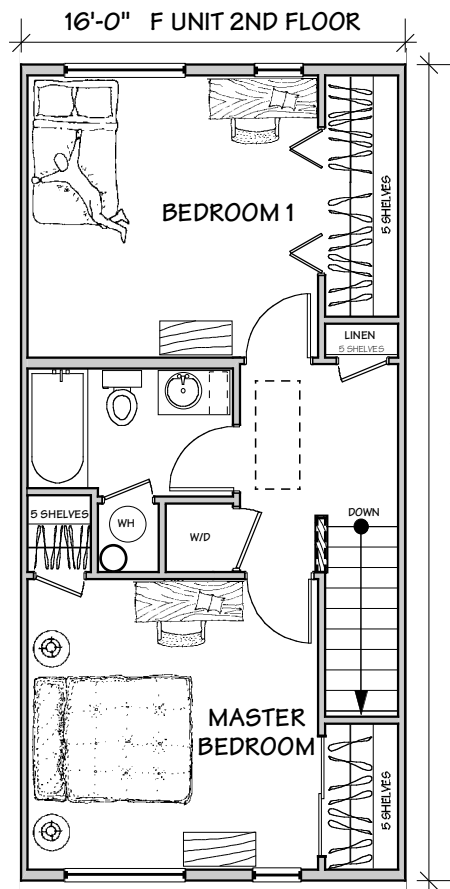 16'-0" F UNIT 2ND FLOOR
BEDROOM 1
5 SHELVES
LINEN
5 SHELVES
5 SHELVES
WH
W/D
DOWN
MASTER
BEDROOM
5 SHELVES